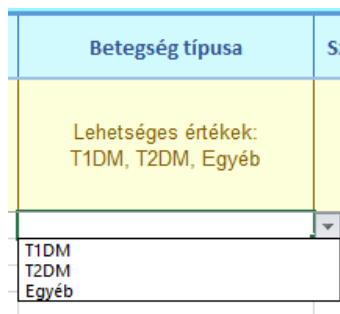 Betegség típusa
Lehetséges értékek:
T1DM, T2DM, Egyéb
T1DM
T2DM
Egyéb